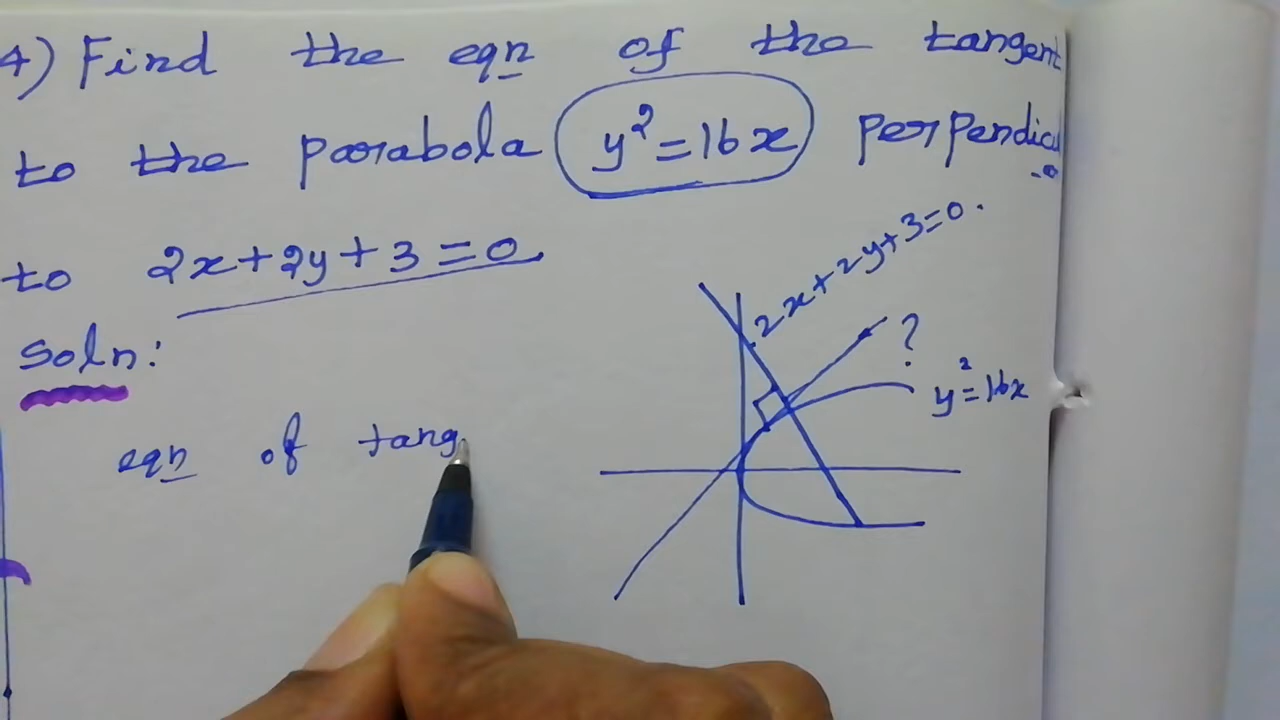 4) Find the eqn of the tangent
to the parabola y²=16x perpendicu
to 2x+2y+3=0
Soln:
eqn of tang
2x+2y+3=0.
?
y²=16x